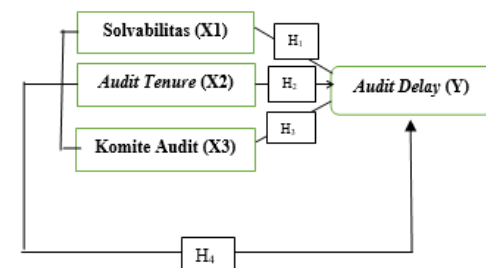 Solvabilitas (X1)
H₁
Audit Tenure (X2)
H₂
Audit Delay (Y)
H₃
Komite Audit (X3)
H₄